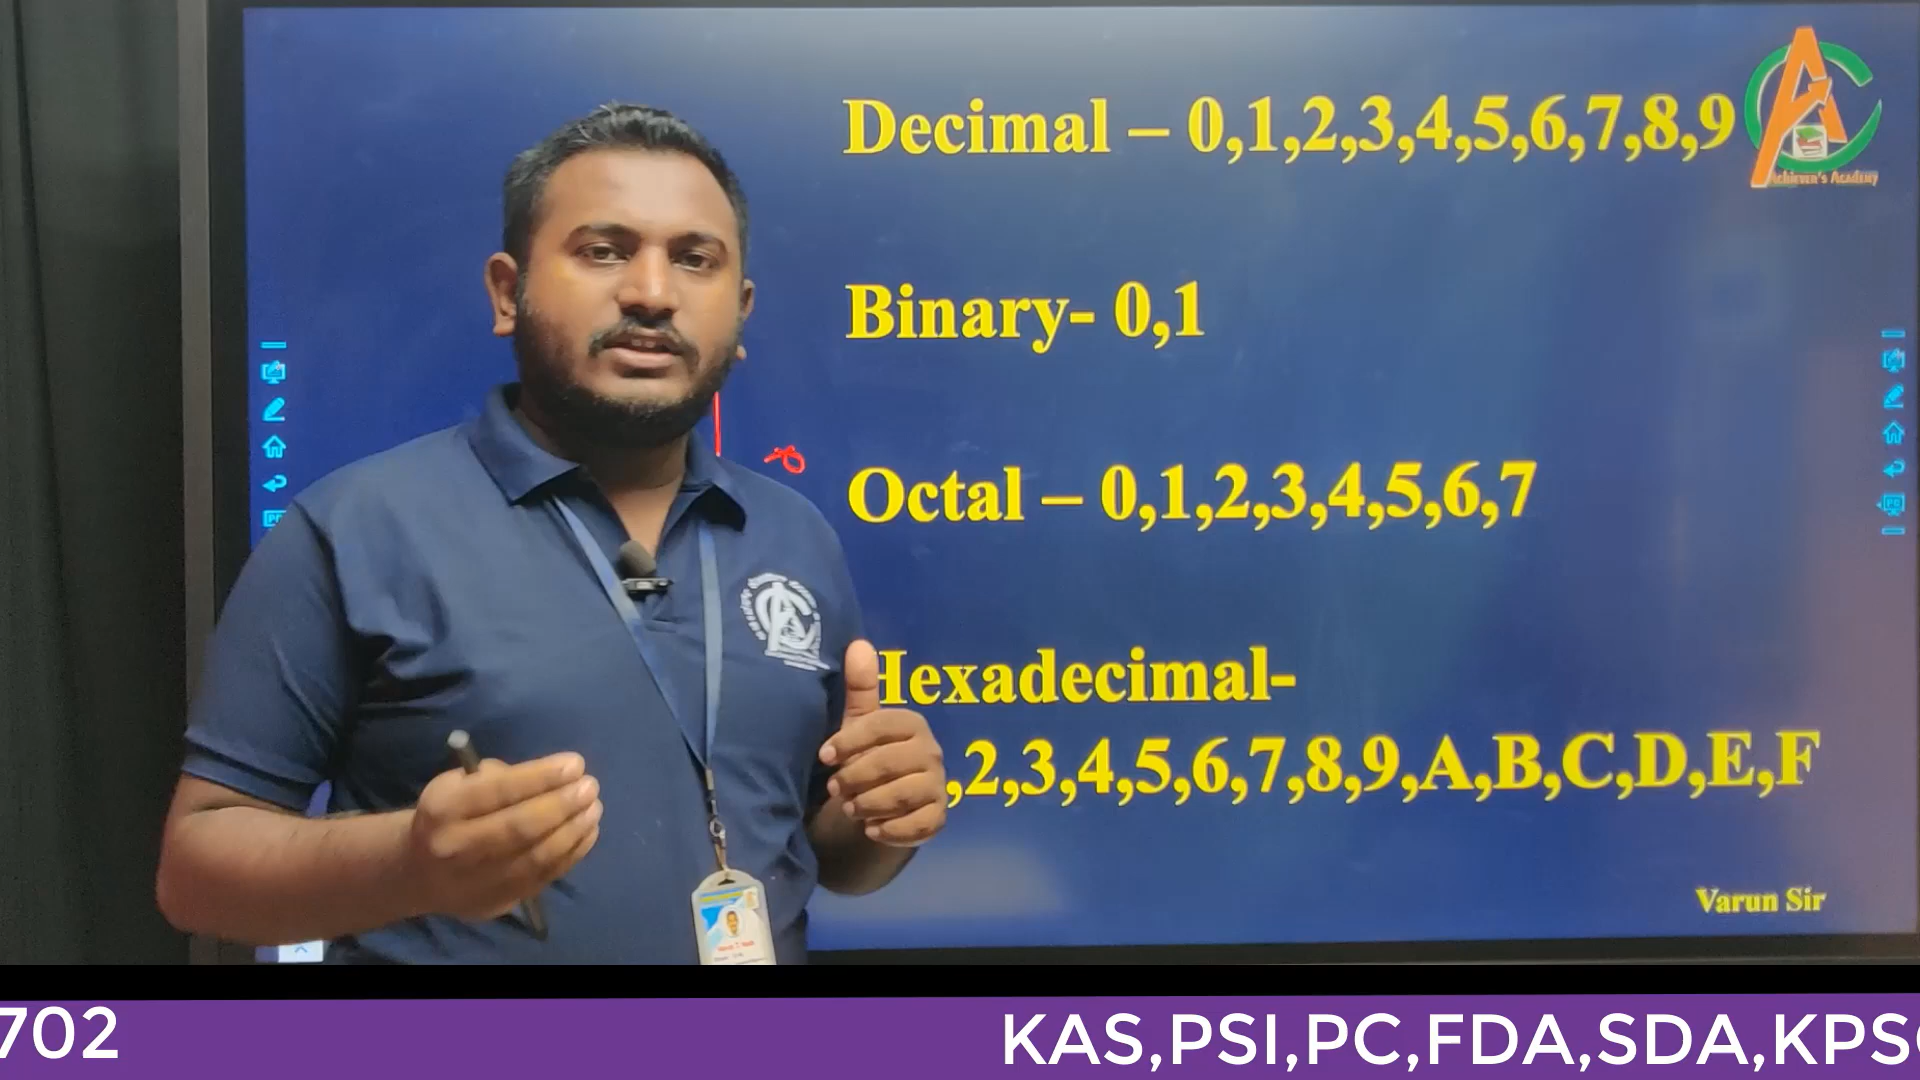 Decimal – 0,1,2,3,4,5,6,7,8,9
Achiever's Academy
Binary- 0,1
Octal – 0,1,2,3,4,5,6,7
Hexadecimal-
,2,3,4,5,6,7,8,9,A,B,C,D,E,F
Varun Sir
702
KAS,PSI,PC,FDA,SDA,KPS